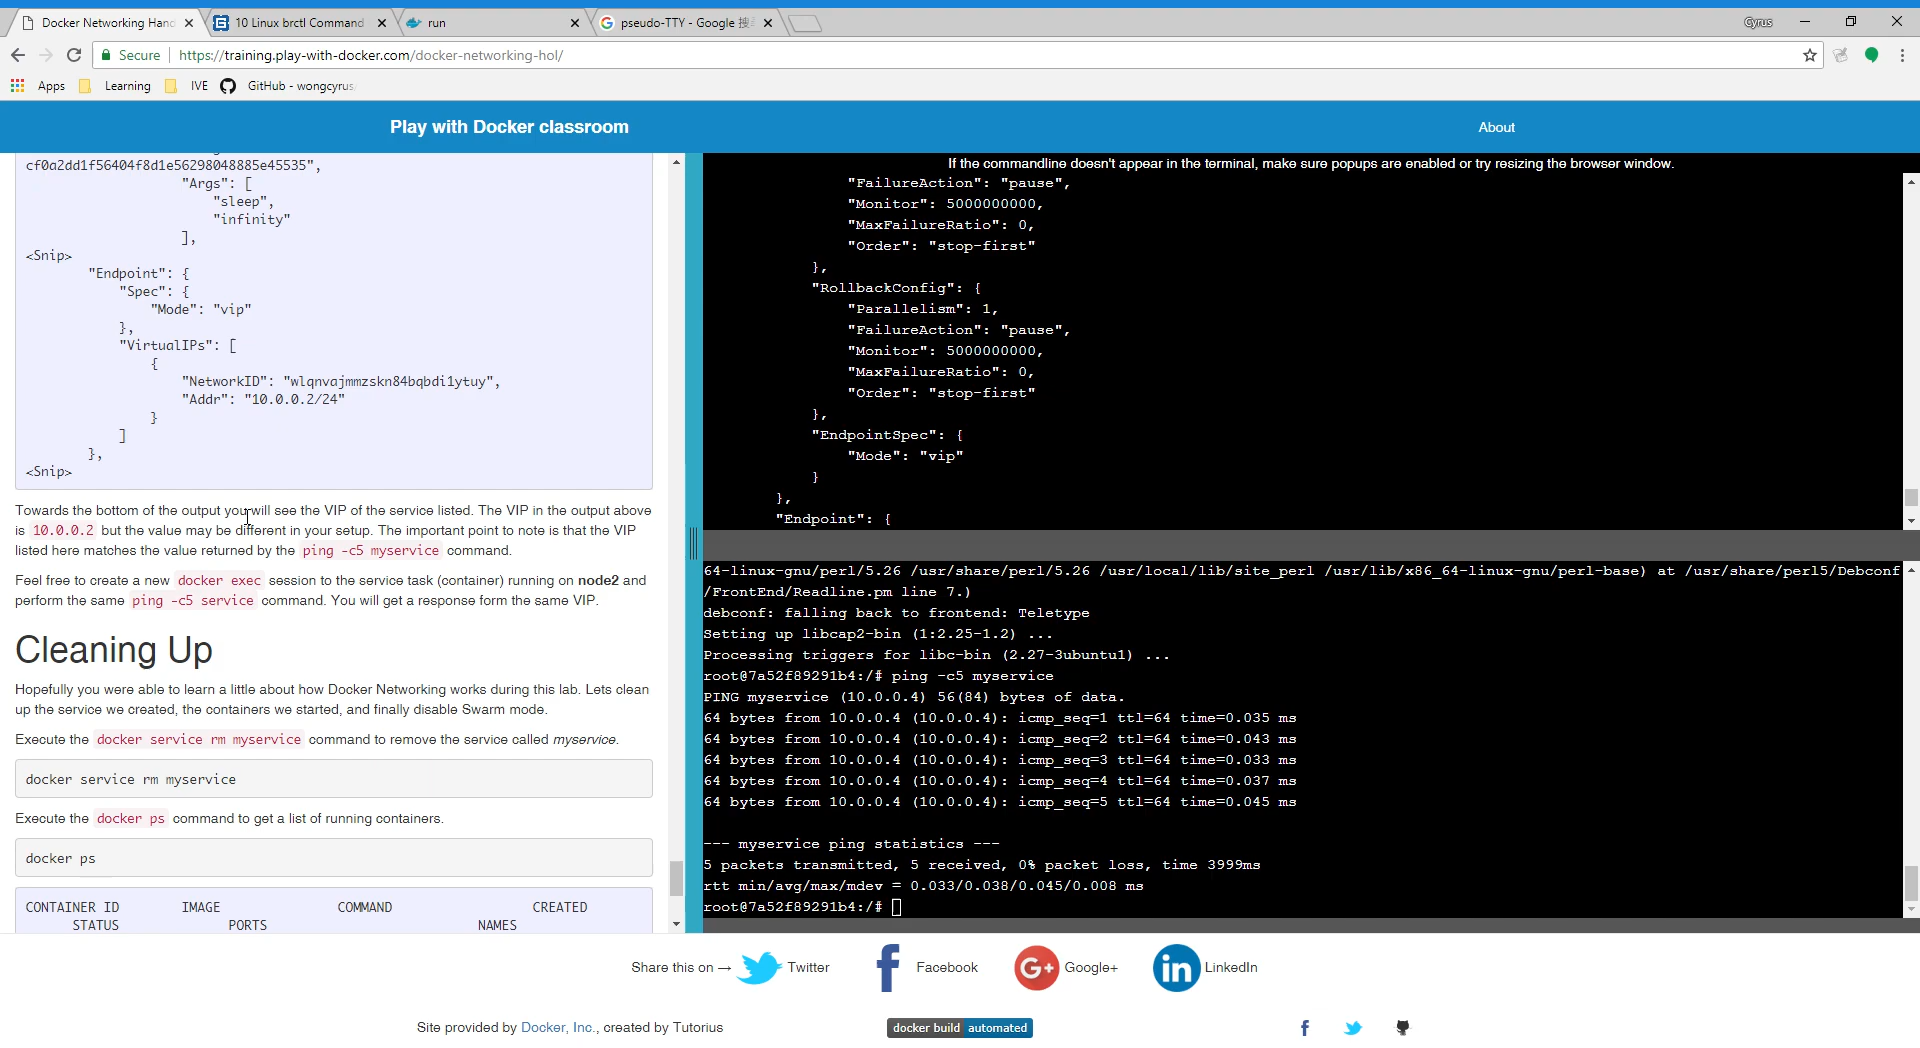 Docker Networking Hand
10 Linux brctl Command
run
pseudo-TTY - Google 搜
Cyrus
Secure
https://training.play-with-docker.com/docker-networking-hol/
Apps
Learning
IVE
GitHub - wongcyrus
Play with Docker classroom
About
cf0a2dd1f56404f8d1e56298048885e45535",
"Args": [
"sleep",
"infinity"
],
<Snip>
"Endpoint": {
"Spec": {
"Mode": "vip"
},
"VirtualIPs": [
{
"NetworkID": "wlqnvajmmzskn84bqbdi1ytuy",
"Addr": "10.0.0.2/24"
}
]
},
<Snip>
Towards the bottom of the output you will see the VIP of the service listed. The VIP in the output above
is 10.0.0.2 but the value may be different in your setup. The important point to note is that the VIP
listed here matches the value returned by the ping -c5 myservice command.
Feel free to create a new docker exec session to the service task (container) running on node2 and
perform the same ping -c5 service command. You will get a response form the same VIP.
Cleaning Up
Hopefully you were able to learn a little about how Docker Networking works during this lab. Lets clean
up the service we created, the containers we started, and finally disable Swarm mode.
Execute the docker service rm myservice command to remove the service called myservice.
docker service rm myservice
Execute the docker ps command to get a list of running containers.
docker ps
CONTAINER ID IMAGE COMMAND CREATED
STATUS PORTS NAMES
If the commandline doesn't appear in the terminal, make sure popups are enabled or try resizing the browser window.
"FailureAction": "pause",
"Monitor": 5000000000,
"MaxFailureRatio": 0,
"Order": "stop-first"
},
"RollbackConfig": {
"Parallelism": 1,
"FailureAction": "pause",
"Monitor": 5000000000,
"MaxFailureRatio": 0,
"Order": "stop-first"
},
"EndpointSpec": {
"Mode": "vip"
}
},
"Endpoint": {
64-linux-gnu/perl/5.26 /usr/share/perl/5.26 /usr/local/lib/site_perl /usr/lib/x86_64-linux-gnu/perl-base) at /usr/share/perl5/Debconf
/FrontEnd/Readline.pm line 7.)
debconf: falling back to frontend: Teletype
Setting up libcap2-bin (1:2.25-1.2) ...
Processing triggers for libc-bin (2.27-3ubuntu1) ...
root@7a52f89291b4:/# ping -c5 myservice
PING myservice (10.0.0.4) 56(84) bytes of data.
64 bytes from 10.0.0.4 (10.0.0.4): icmp_seq=1 ttl=64 time=0.035 ms
64 bytes from 10.0.0.4 (10.0.0.4): icmp_seq=2 ttl=64 time=0.043 ms
64 bytes from 10.0.0.4 (10.0.0.4): icmp_seq=3 ttl=64 time=0.033 ms
64 bytes from 10.0.0.4 (10.0.0.4): icmp_seq=4 ttl=64 time=0.037 ms
64 bytes from 10.0.0.4 (10.0.0.4): icmp_seq=5 ttl=64 time=0.045 ms
--- myservice ping statistics ---
5 packets transmitted, 5 received, 0% packet loss, time 3999ms
rtt min/avg/max/mdev = 0.033/0.038/0.045/0.008 ms
root@7a52f89291b4:/#
Share this on → Twitter Facebook Google+ LinkedIn
Site provided by Docker, Inc., created by Tutorius
docker build automated